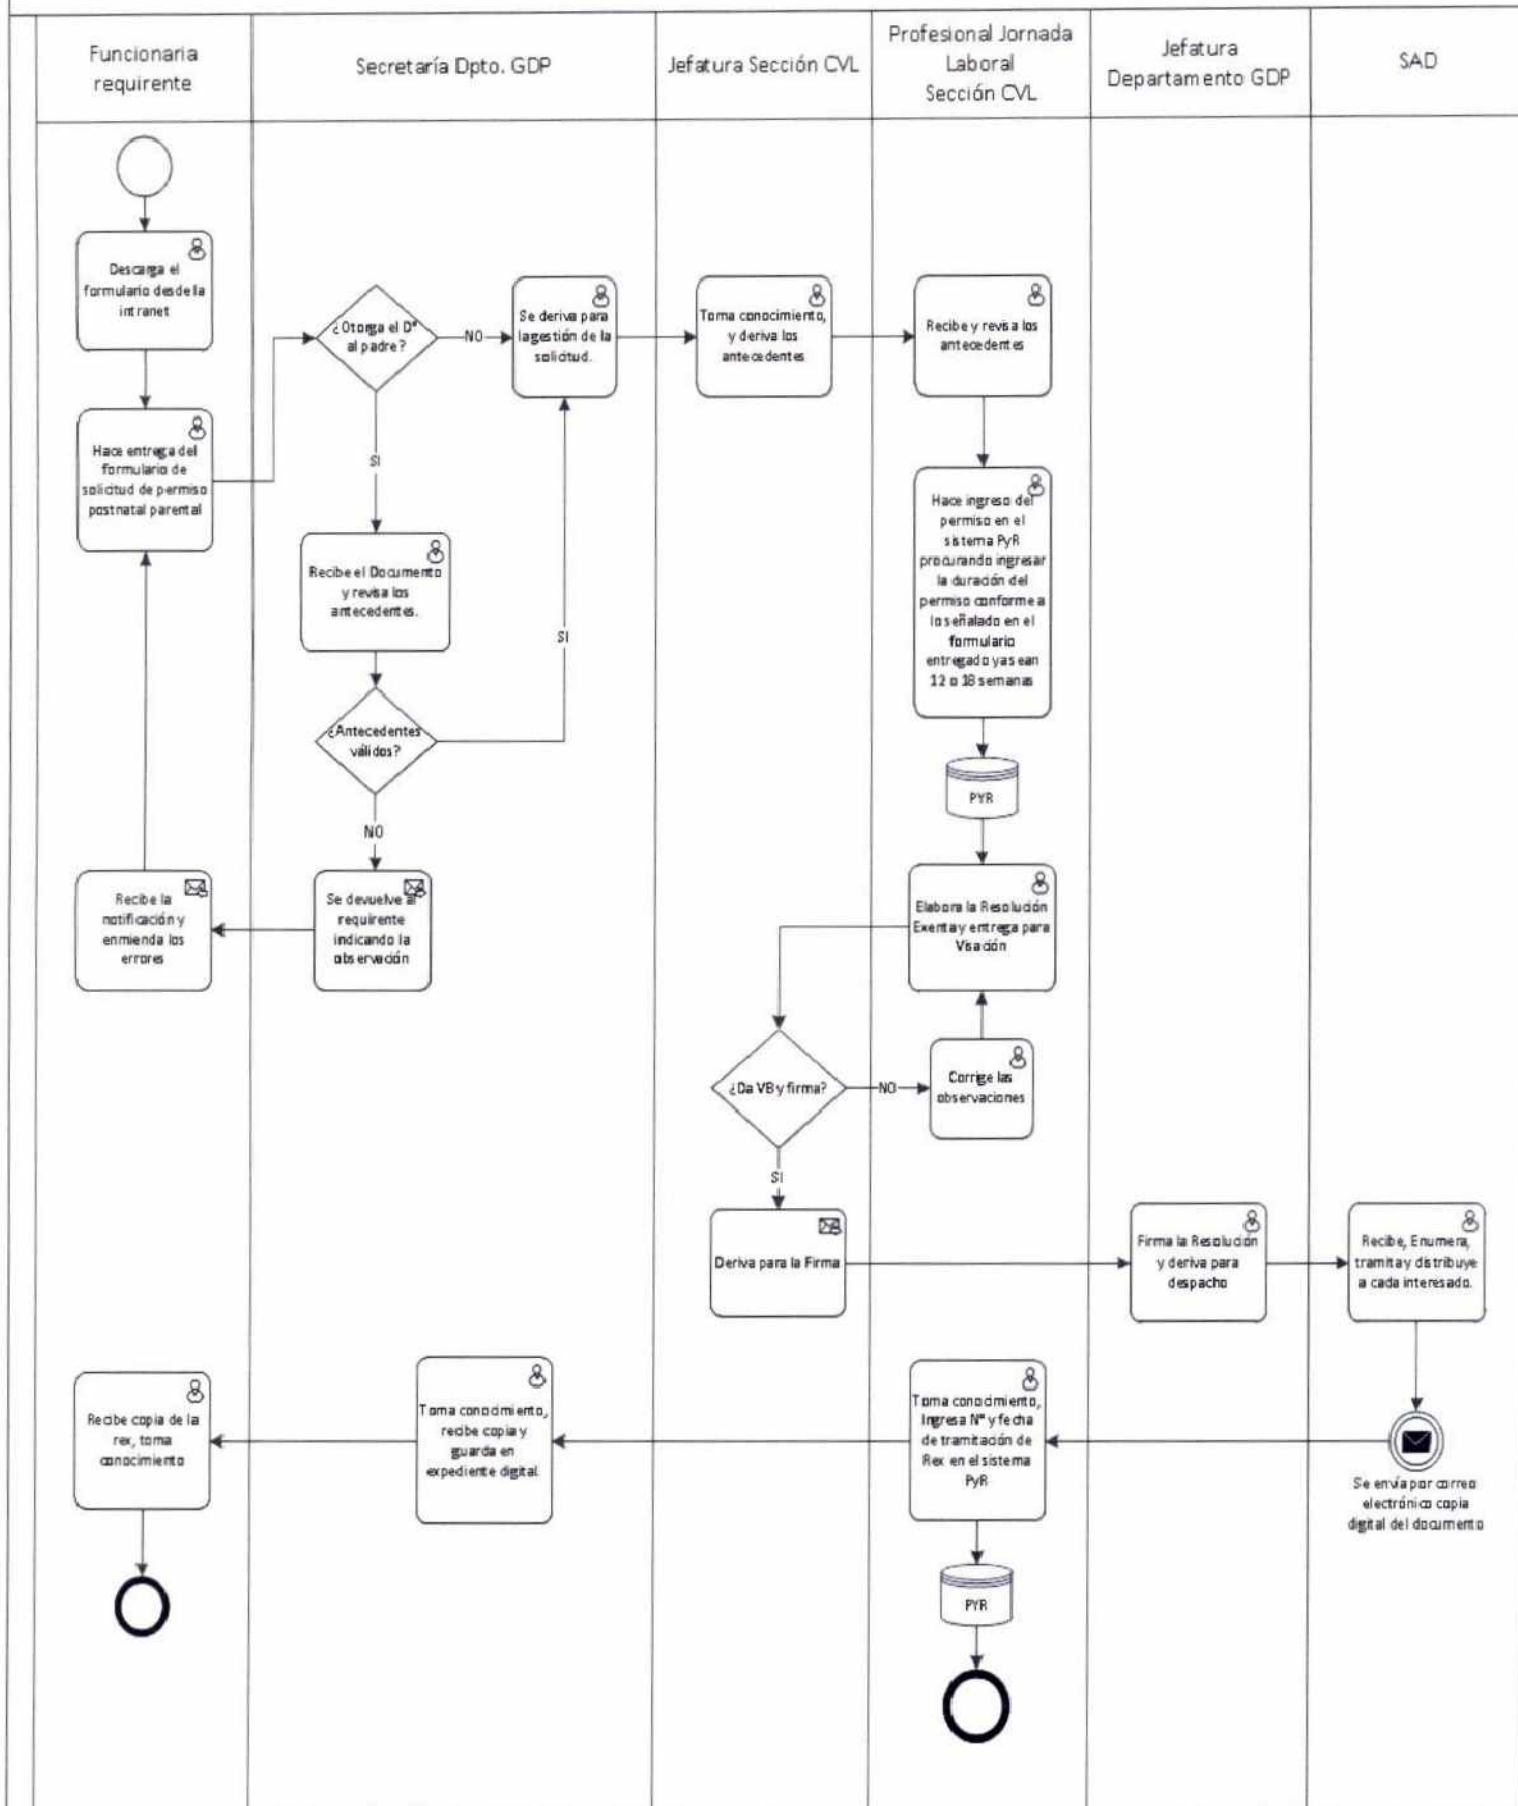 Funcionaria
requirente
Secretaría Dpto. GDP
Jefatura Sección CVL
Profesional Jornada
Laboral
Sección CVL
Jefatura
Departamento GDP
SAD
Descarga el
formulario desde la
intranet
Hace entrega del
formulario de
solicitud de permiso
postnatal parental
¿Otorga el D°
al padre?
NO
Se deriva para
la gestión de la
solicitud.
Toma conocimiento,
y deriva los
antecedentes
Recibe y revisa los
antecedentes
SI
Recibe el Documento
y revisa los
antecedentes.
SI
¿Antecedentes
válidos?
NO
Se devuelve al
requirente
indicando la
observación
Recibe la
notificación y
enmienda los
errores
Hace ingreso del
permiso en el
sistema PyR
procurando ingresar
la duración del
permiso conforme a
lo señalado en el
formulario
entregado ya sean
12 o 18 semanas
PYR
Elabora la Resolución
Exenta y entrega para
Visación
¿Da VB y firma?
NO
Corrige las
observaciones
SI
Deriva para la Firma
Firma la Resolución
y deriva para
despacho
Recibe, Enumera,
tramita y distribuye
a cada interesado.
Se envía por correo
electrónico copia
digital del documento
Toma conocimiento,
Ingresa N° y fecha
de tramitación de
Rex en el sistema
PyR
PYR
Toma conocimiento,
recibe copia y
guarda en
expediente digital.
Recibe copia de la
rex, toma
conocimiento